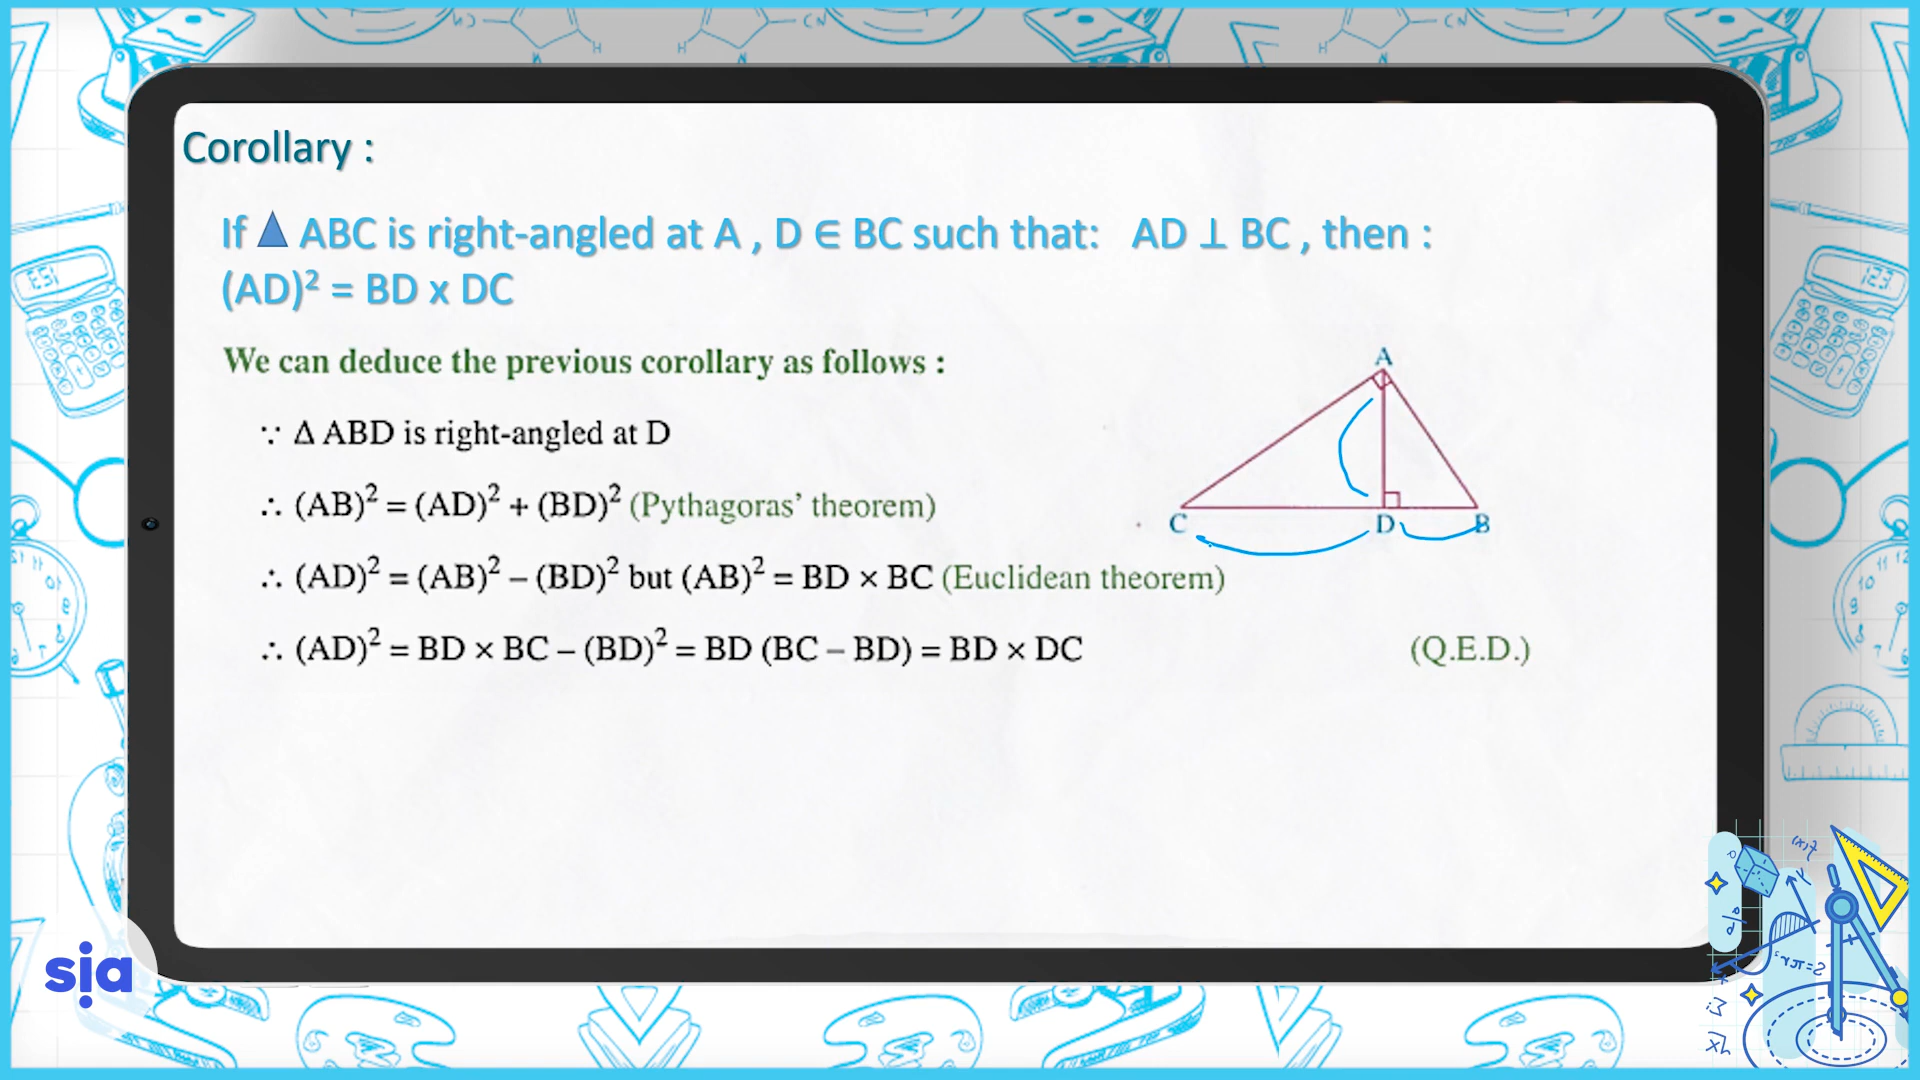 Corollary :
If ABC is right-angled at A , D ∈ BC such that: AD ⊥ BC , then :
(AD)² = BD x DC
We can deduce the previous corollary as follows :
∵ Δ ABD is right-angled at D
∴ (AB)² = (AD)² + (BD)² (Pythagoras' theorem)
∴ (AD)² = (AB)² – (BD)² but (AB)² = BD × BC (Euclidean theorem)
∴ (AD)² = BD × BC – (BD)² = BD (BC – BD) = BD × DC (Q.E.D.)
A
C D B
sia